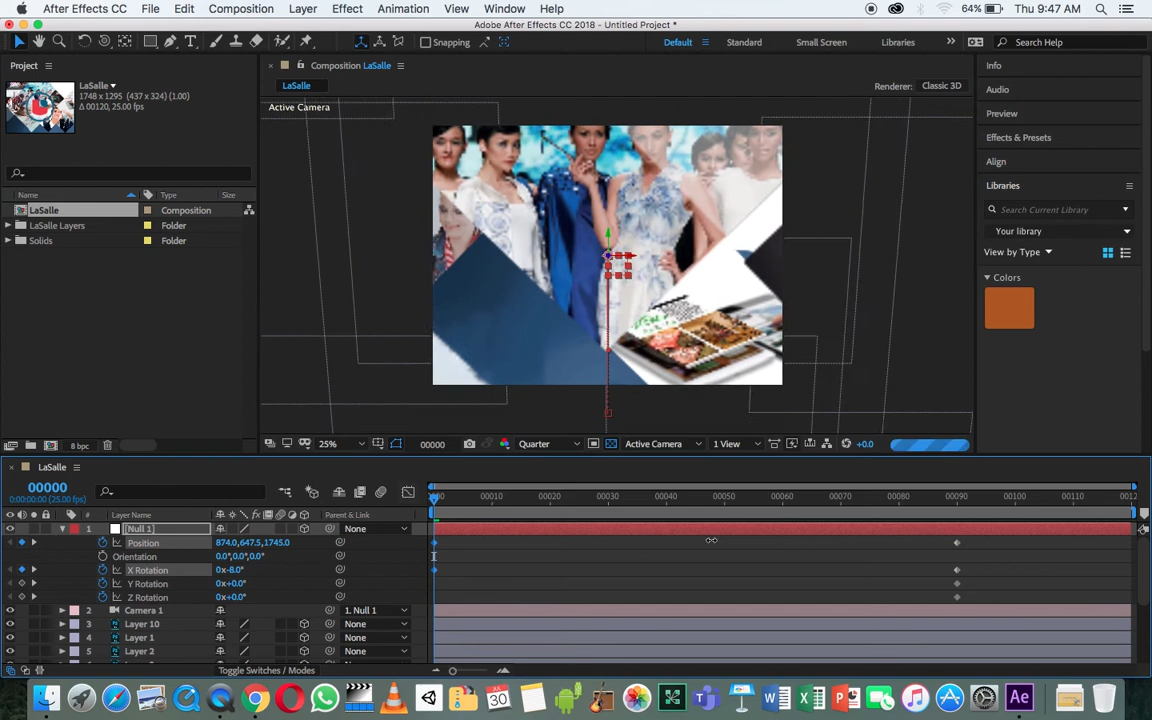 After Effects CC File Edit Composition Layer Effect Animation View Window Help 64% Thu 9:47 AM
Adobe After Effects CC 2018 - Untitled Project *
Snapping Default Standard Small Screen Libraries Search Help
Project Composition LaSalle Info
LaSalle
1748 x 1295 (437 x 324) (1.00)
Δ 00120, 25.00 fps
LaSalle Renderer: Classic 3D
Active Camera
Audio
Preview
Effects & Presets
Align
Libraries
Search Current Library
Your library
View by Type
Colors
Name Type Size
LaSalle Composition
LaSalle Layers Folder
Solids Folder
8 bpc 25% 00000 Quarter Active Camera 1 View +0.0
LaSalle
00000
0:00:00:00 (25.00 fps)
00010 00020 00030 00040 00050 00060 00070 00080 00090 00100 00110 0012
# Layer Name Parent & Link
1 [Null 1] None
Position 874.0,647.5,1745.0
Orientation 0.0°,0.0°,0.0°
X Rotation 0x-8.0°
Y Rotation 0x+0.0°
Z Rotation 0x+0.0°
2 Camera 1 1. Null 1
3 Layer 10 None
4 Layer 1 None
5 Layer 2 None
Toggle Switches / Modes